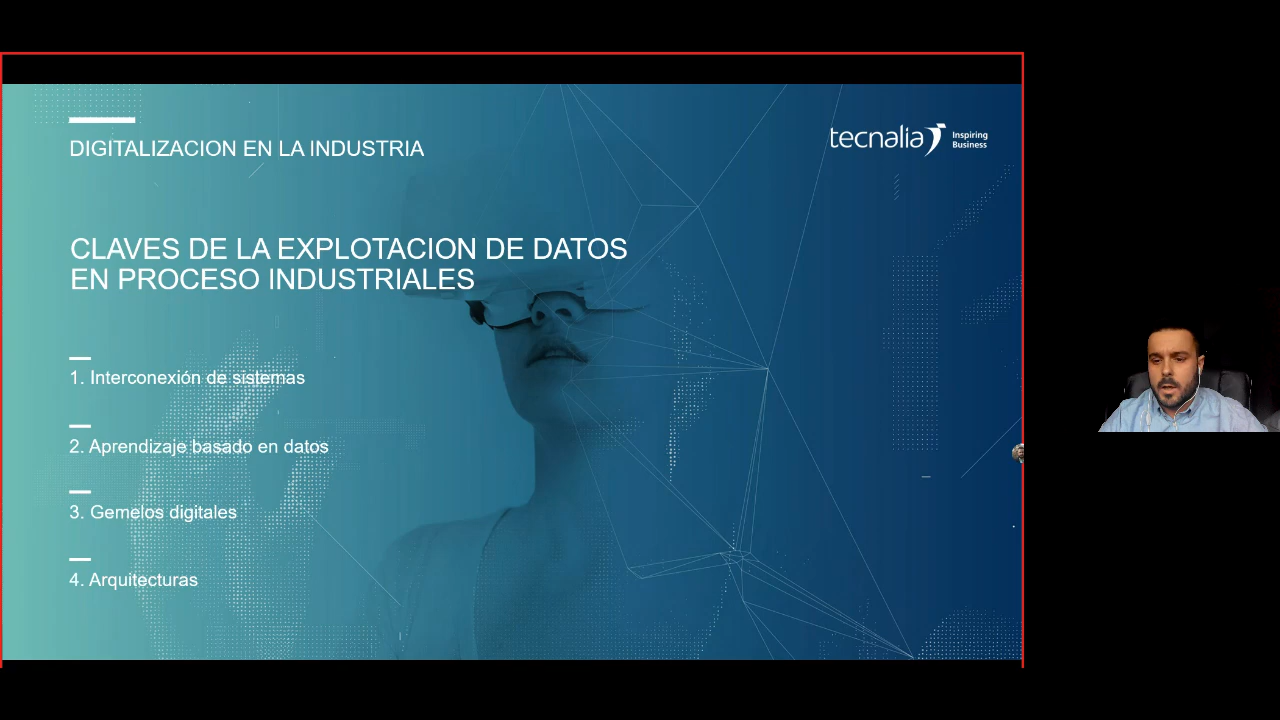 DIGITALIZACION EN LA INDUSTRIA
tecnalia Inspiring
Business
CLAVES DE LA EXPLOTACION DE DATOS
EN PROCESO INDUSTRIALES
1. Interconexión de sistemas
2. Aprendizaje basado en datos
3. Gemelos digitales
4. Arquitecturas